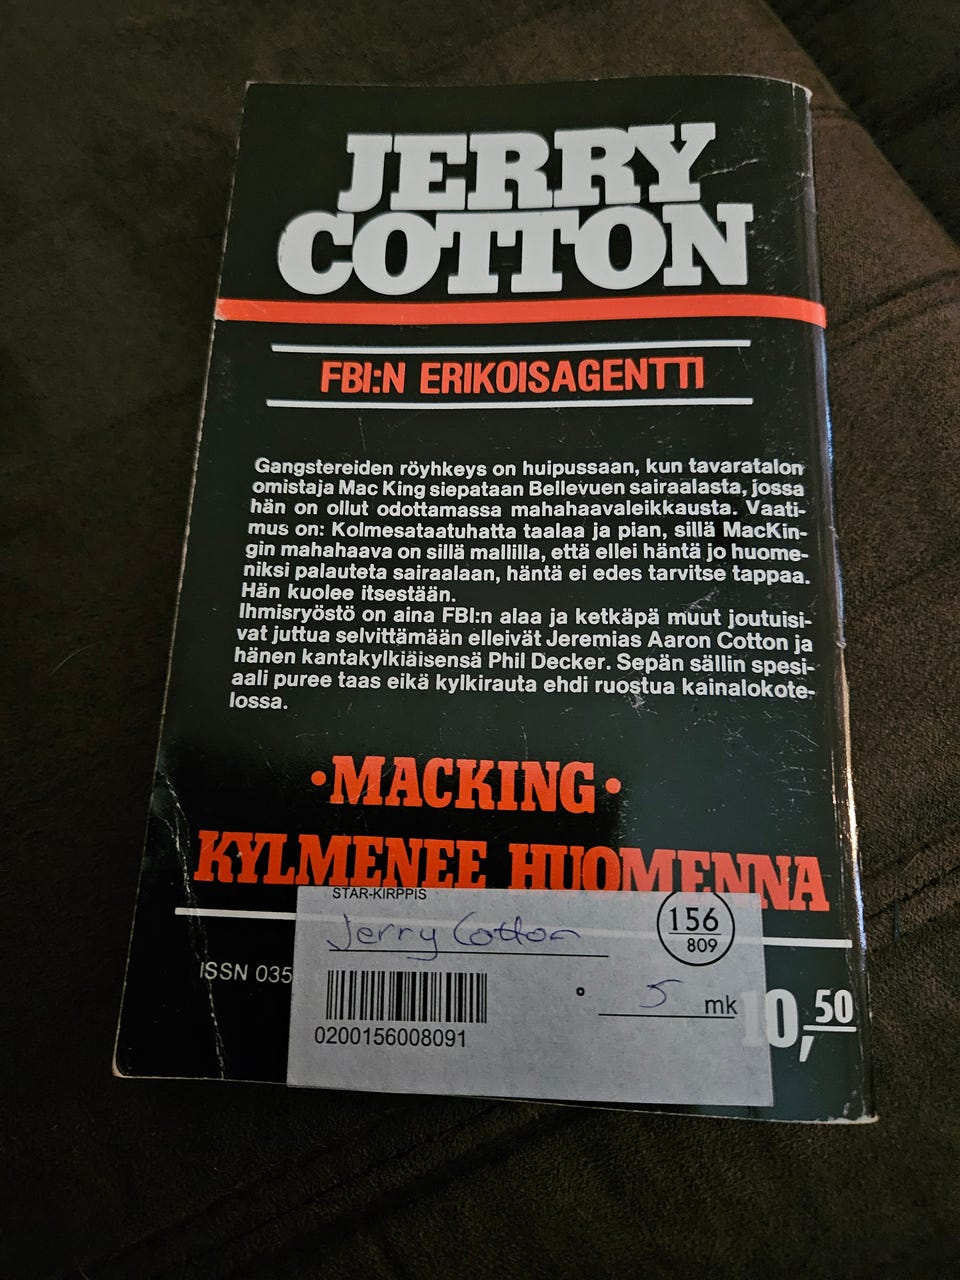 JERRY
COTTON
FBI:N ERIKOISAGENTTI
Gangstereiden röyhkeys on huipussaan, kun tavaratalon
omistaja Mac King siepataan Bellevuen sairaalasta, jossa
hän on ollut odottamassa mahahaavaleikkausta. Vaati-
mus on: Kolmesataatuhatta taalaa ja pian, sillä MacKin-
gin mahahaava on sillä mallilla, että ellei häntä jo huome-
niksi palauteta sairaalaan, häntä ei edes tarvitse tappaa.
Hän kuolee itsestään.
Ihmisryöstö on aina FBI:n alaa ja ketkäpä muut joutuisi-
vat juttua selvittämään elleivät Jeremias Aaron Cotton ja
hänen kantakylkiäisensä Phil Decker. Sepän sällin spesi-
aali puree taas eikä kylkirauta ehdi ruostua kainalokote-
lossa.
•MACKING•
KYLMENEE HUOMENNA
STAR-KIRPPIS
Jerry Cotton
156
809
ISSN 035
5 mk
10,50
0200156008091